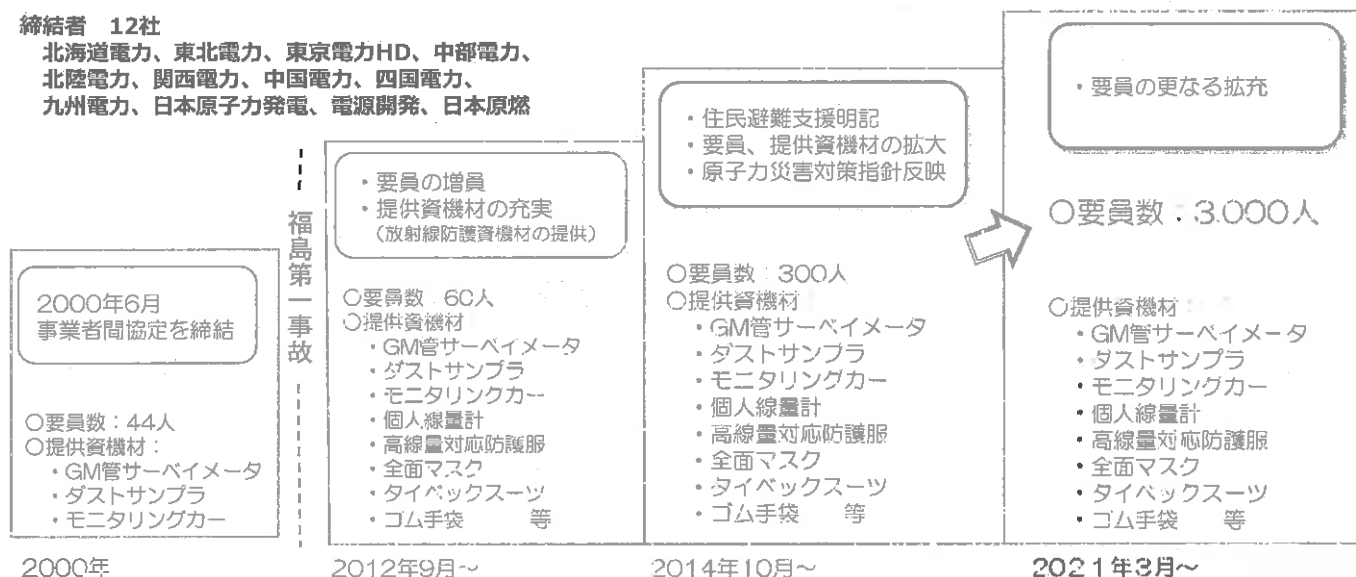 締結者 12社
北海道電力、東北電力、東京電力HD、中部電力、
北陸電力、関西電力、中国電力、四国電力、
九州電力、日本原子力発電、電源開発、日本原燃
2000年6月
事業者間協定を締結
○要員数：44人
○提供資機材：
・GM管サーベイメータ
・ダストサンプラ
・モニタリングカー
2000年
福島第一事故
・要員の増員
・提供資機材の充実
(放射線防護資機材の提供)
○要員数：60人
○提供資機材
・GM管サーベイメータ
・ダストサンプラ
・モニタリングカー
・個人線量計
・高線量対応防護服
・全面マスク
・タイベックスーツ
・ゴム手袋 等
2012年9月～
・住民避難支援明記
・要員、提供資機材の拡大
・原子力災害対策指針反映
○要員数：300人
○提供資機材
・GM管サーベイメータ
・ダストサンプラ
・モニタリングカー
・個人線量計
・高線量対応防護服
・全面マスク
・タイベックスーツ
・ゴム手袋 等
2014年10月～
・要員の更なる拡充
○要員数：3,000人
○提供資機材：
・GM管サーベイメータ
・ダストサンプラ
・モニタリングカー
・個人線量計
・高線量対応防護服
・全面マスク
・タイベックスーツ
・ゴム手袋 等
2021年3月～